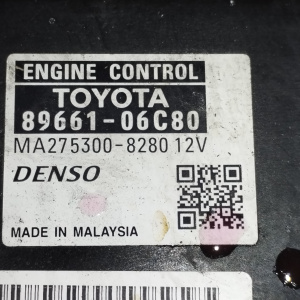 ENGINE CONTROL
TOYOTA
89661-06C80
MA275300-8280 12V
DENSO
MADE IN MALAYSIA